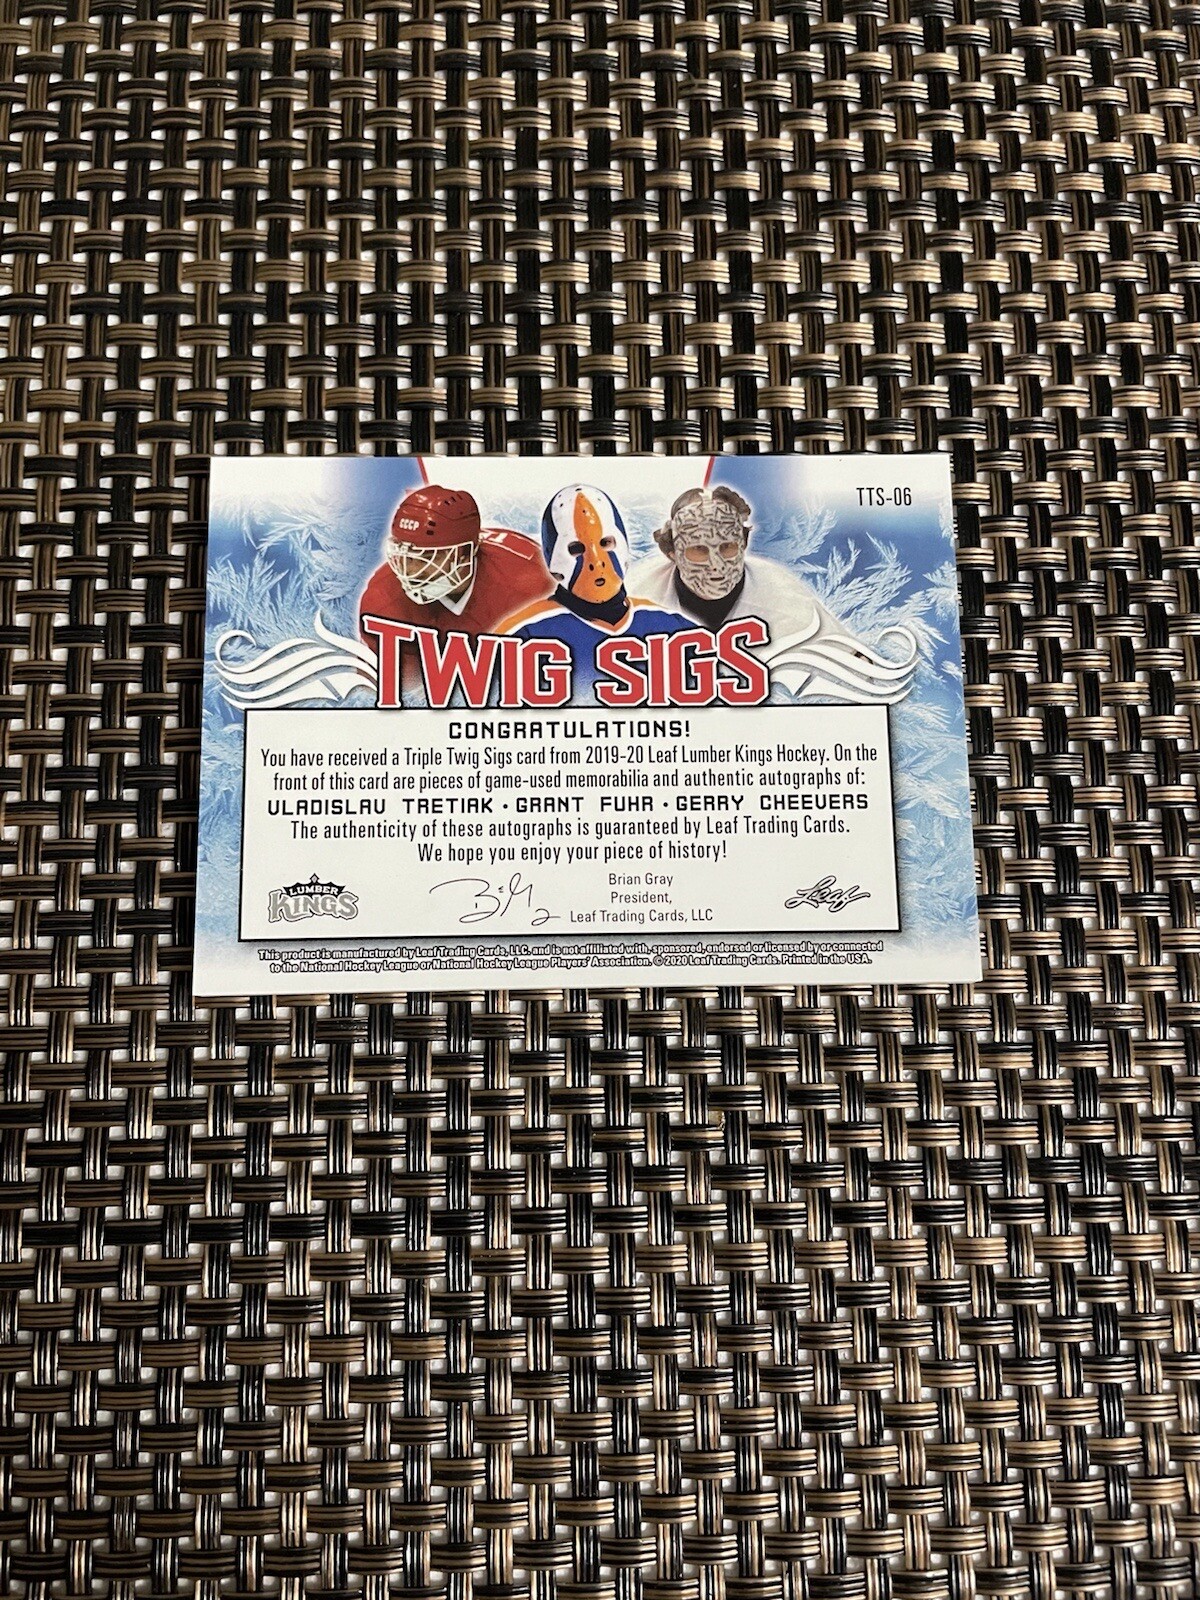 TTS-06
CCCP
TWIG SIGS
CONGRATULATIONS!
You have received a Triple Twig Sigs card from 2019-20 Leaf Lumber Kings Hockey. On the
front of this card are pieces of game-used memorabilia and authentic autographs of:
VLADISLAV TRETIAK • GRANT FUHR • GERRY CHEEVERS
The authenticity of these autographs is guaranteed by Leaf Trading Cards.
We hope you enjoy your piece of history!
LUMBER
KINGS
Brian Gray
President,
Leaf Trading Cards, LLC
Leaf
This product is manufactured by Leaf Trading Cards, LLC. and is not affiliated with, sponsored, endorsed or licensed by or connected
to the National Hockey League or National Hockey League Players' Association. © 2020 Leaf Trading Cards. Printed in the USA.